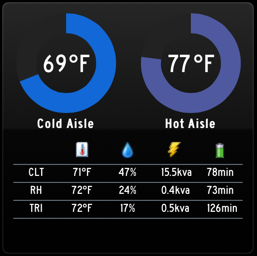 69°F 77°F
Cold Aisle Hot Aisle
CLT 71°F 47% 15.5kva 78min
RH 72°F 24% 0.4kva 73min
TRI 72°F 17% 0.5kva 126min